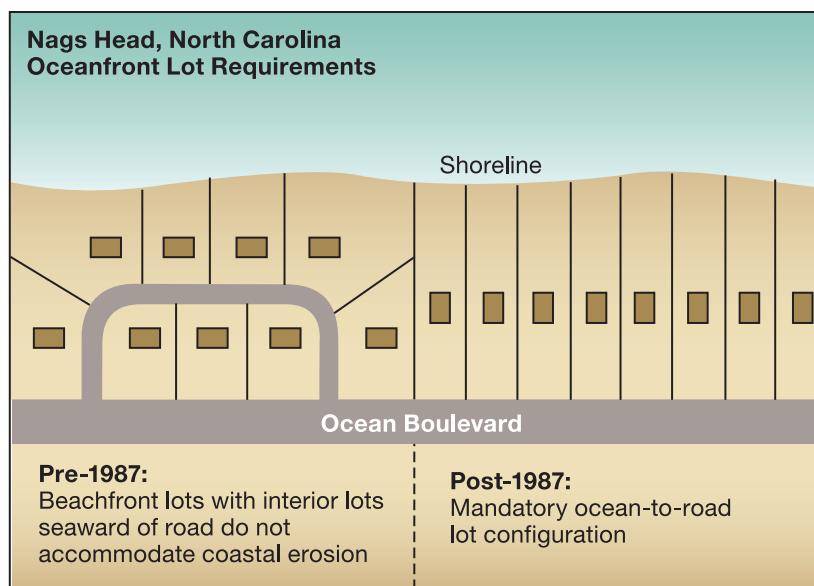 Nags Head, North Carolina
Oceanfront Lot Requirements
Shoreline
Ocean Boulevard
Pre-1987:
Beachfront lots with interior lots
seaward of road do not
accommodate coastal erosion
Post-1987:
Mandatory ocean-to-road
lot configuration